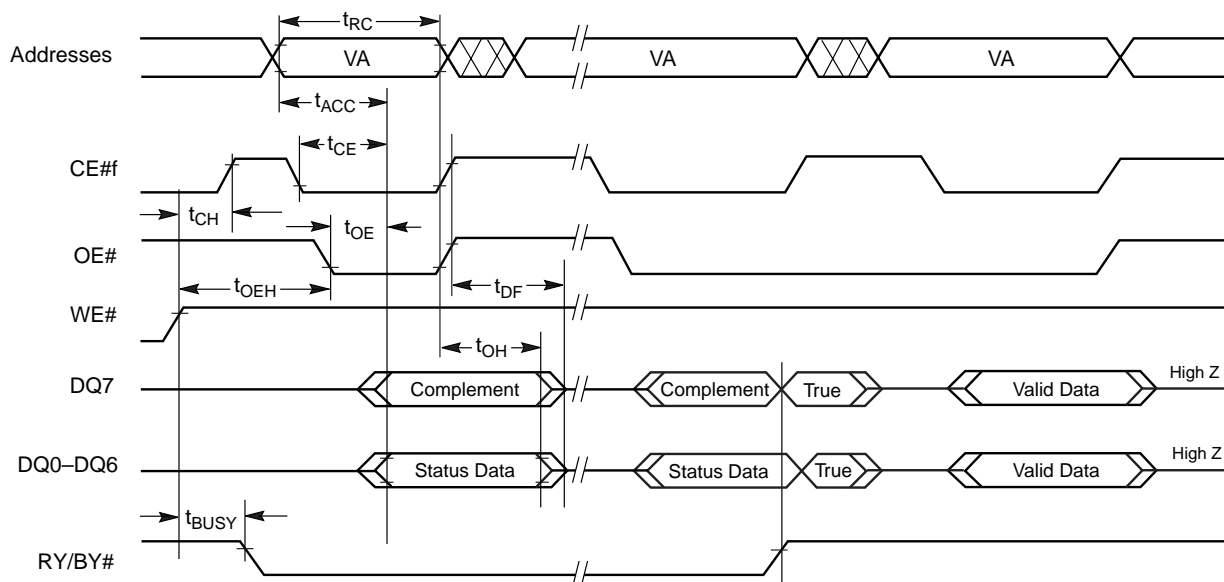 tRC
Addresses VA VA VA
tACC
tCE
CE#f
tCH tOE
OE#
tOEH tDF
WE#
tOH
DQ7 Complement Complement True Valid Data High Z
DQ0–DQ6 Status Data Status Data True Valid Data High Z
tBUSY
RY/BY#